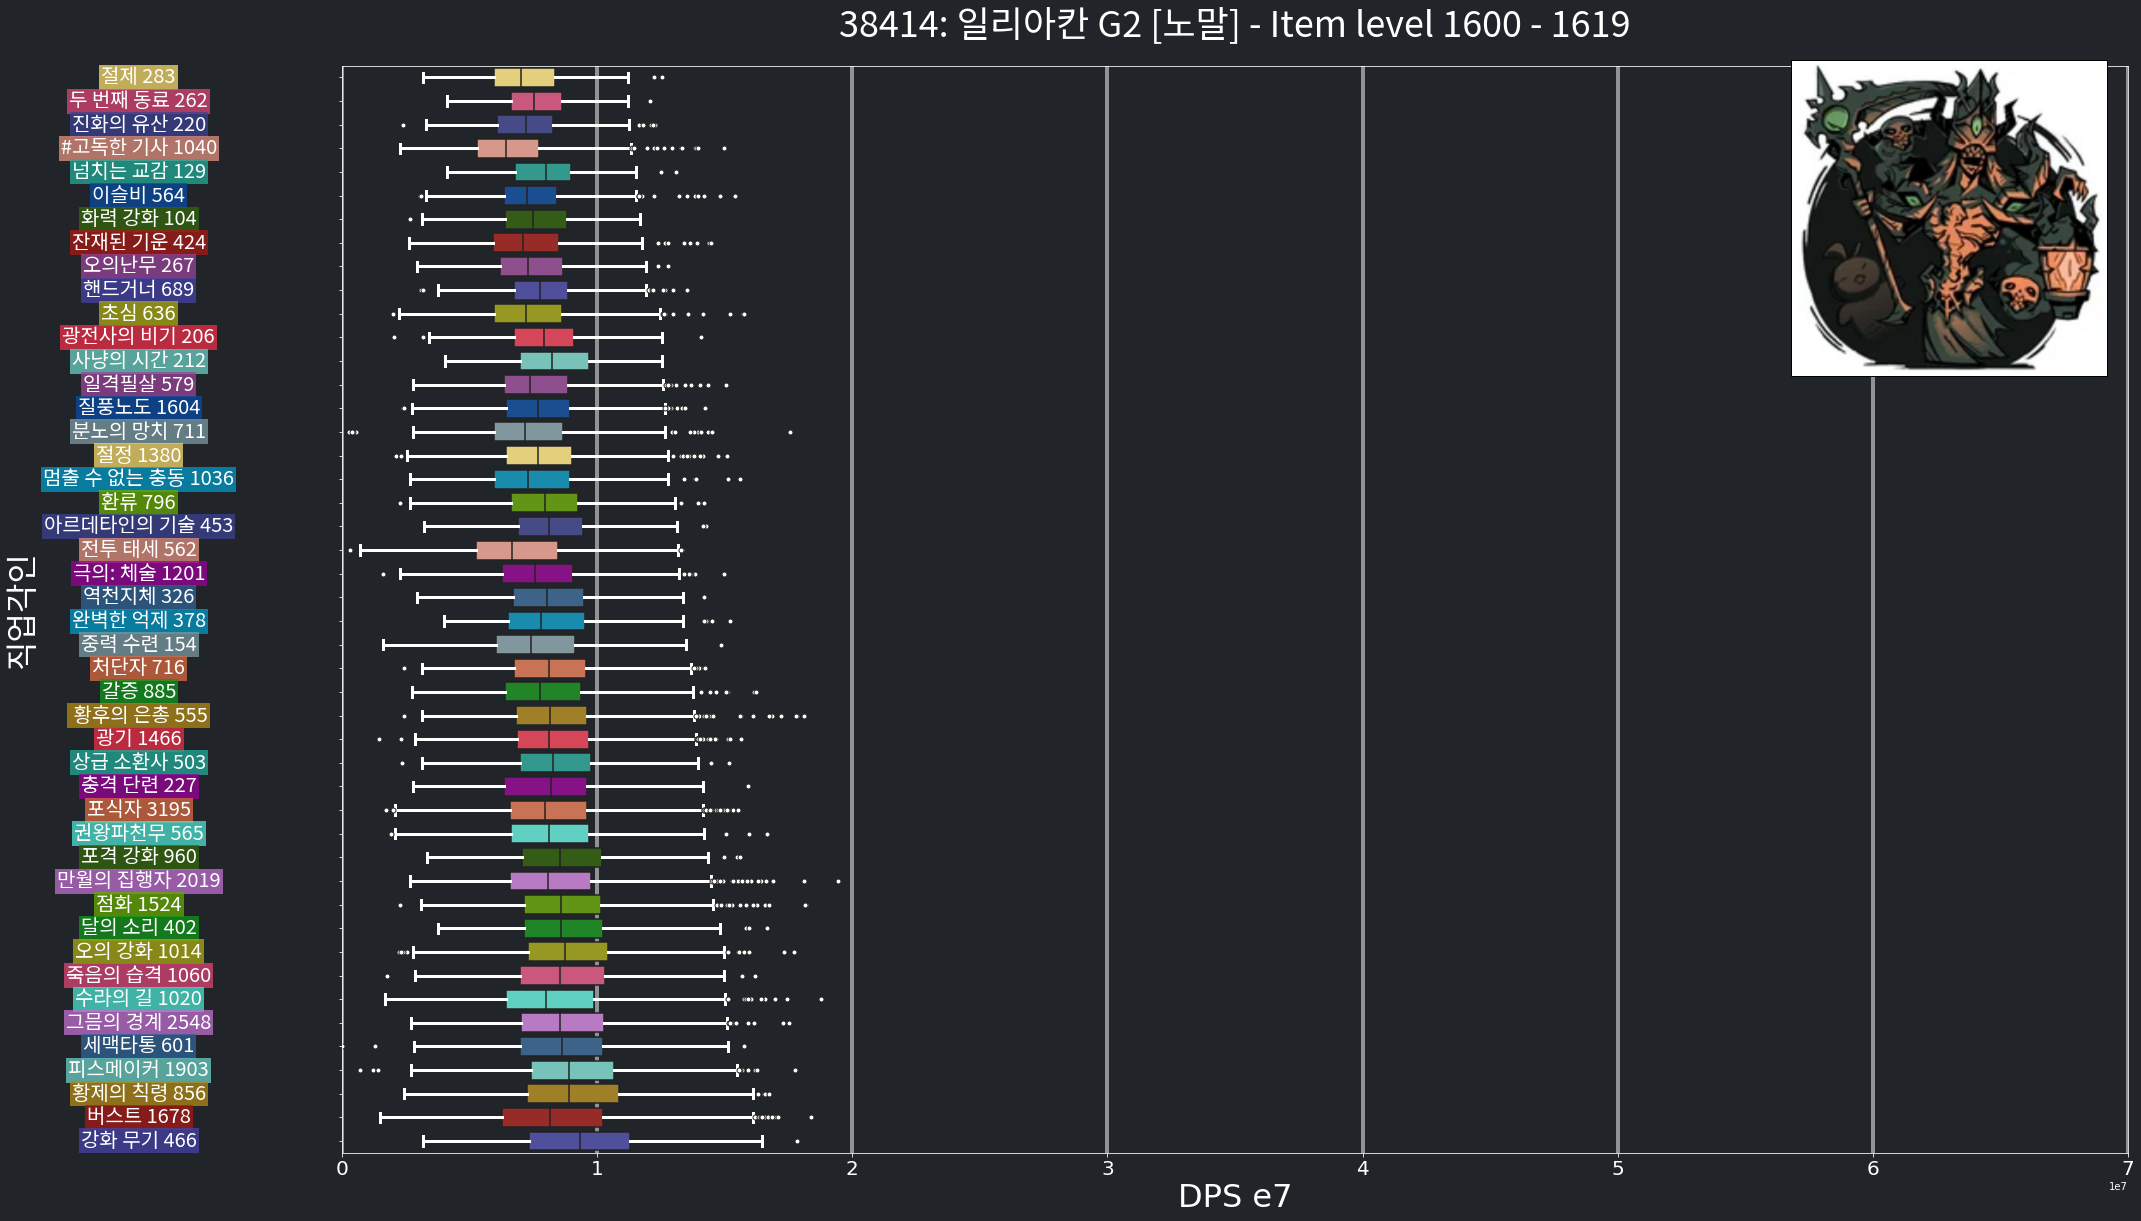 38414: 일리아칸 G2 [노말] - Item level 1600 - 1619
절제 283
두 번째 동료 262
진화의 유산 220
#고독한 기사 1040
넘치는 교감 129
이슬비 564
화력 강화 104
잔재된 기운 424
오의난무 267
핸드거너 689
초심 636
광전사의 비기 206
사냥의 시간 212
일격필살 579
질풍노도 1604
분노의 망치 711
절정 1380
멈출 수 없는 충동 1036
환류 796
아르데타인의 기술 453
전투 태세 562
극의: 체술 1201
역천지체 326
완벽한 억제 378
중력 수련 154
처단자 716
갈증 885
황후의 은총 555
광기 1466
상급 소환사 503
충격 단련 227
포식자 3195
권왕파천무 565
포격 강화 960
만월의 집행자 2019
점화 1524
달의 소리 402
오의 강화 1014
죽음의 습격 1060
수라의 길 1020
그믐의 경계 2548
세맥타통 601
피스메이커 1903
황제의 칙령 856
버스트 1678
강화 무기 466
직업각인
0 1 2 3 4 5 6 7
1e7
DPS e7